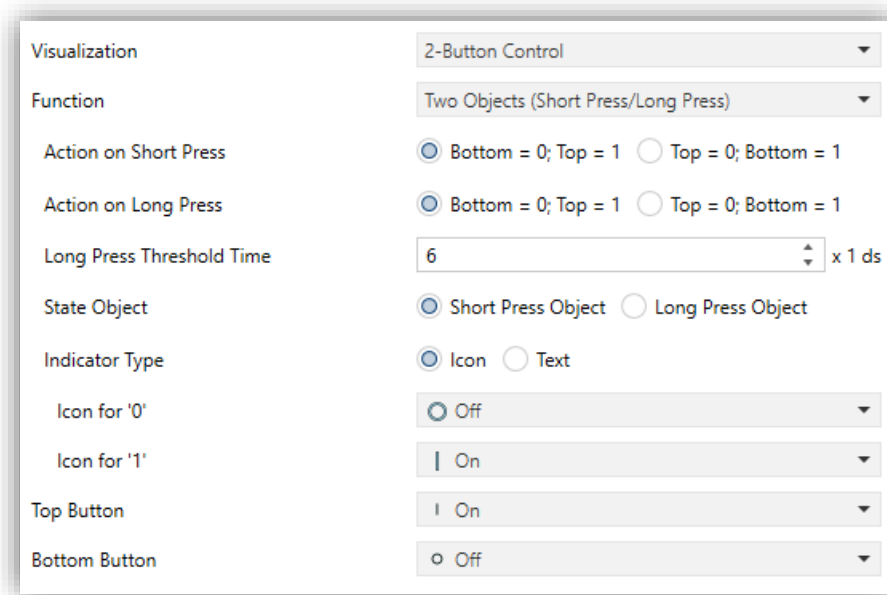 Visualization 2-Button Control
Function Two Objects (Short Press/Long Press)
Action on Short Press Bottom = 0; Top = 1 Top = 0; Bottom = 1
Action on Long Press Bottom = 0; Top = 1 Top = 0; Bottom = 1
Long Press Threshold Time 6 x 1 ds
State Object Short Press Object Long Press Object
Indicator Type Icon Text
Icon for '0' Off
Icon for '1' On
Top Button On
Bottom Button Off